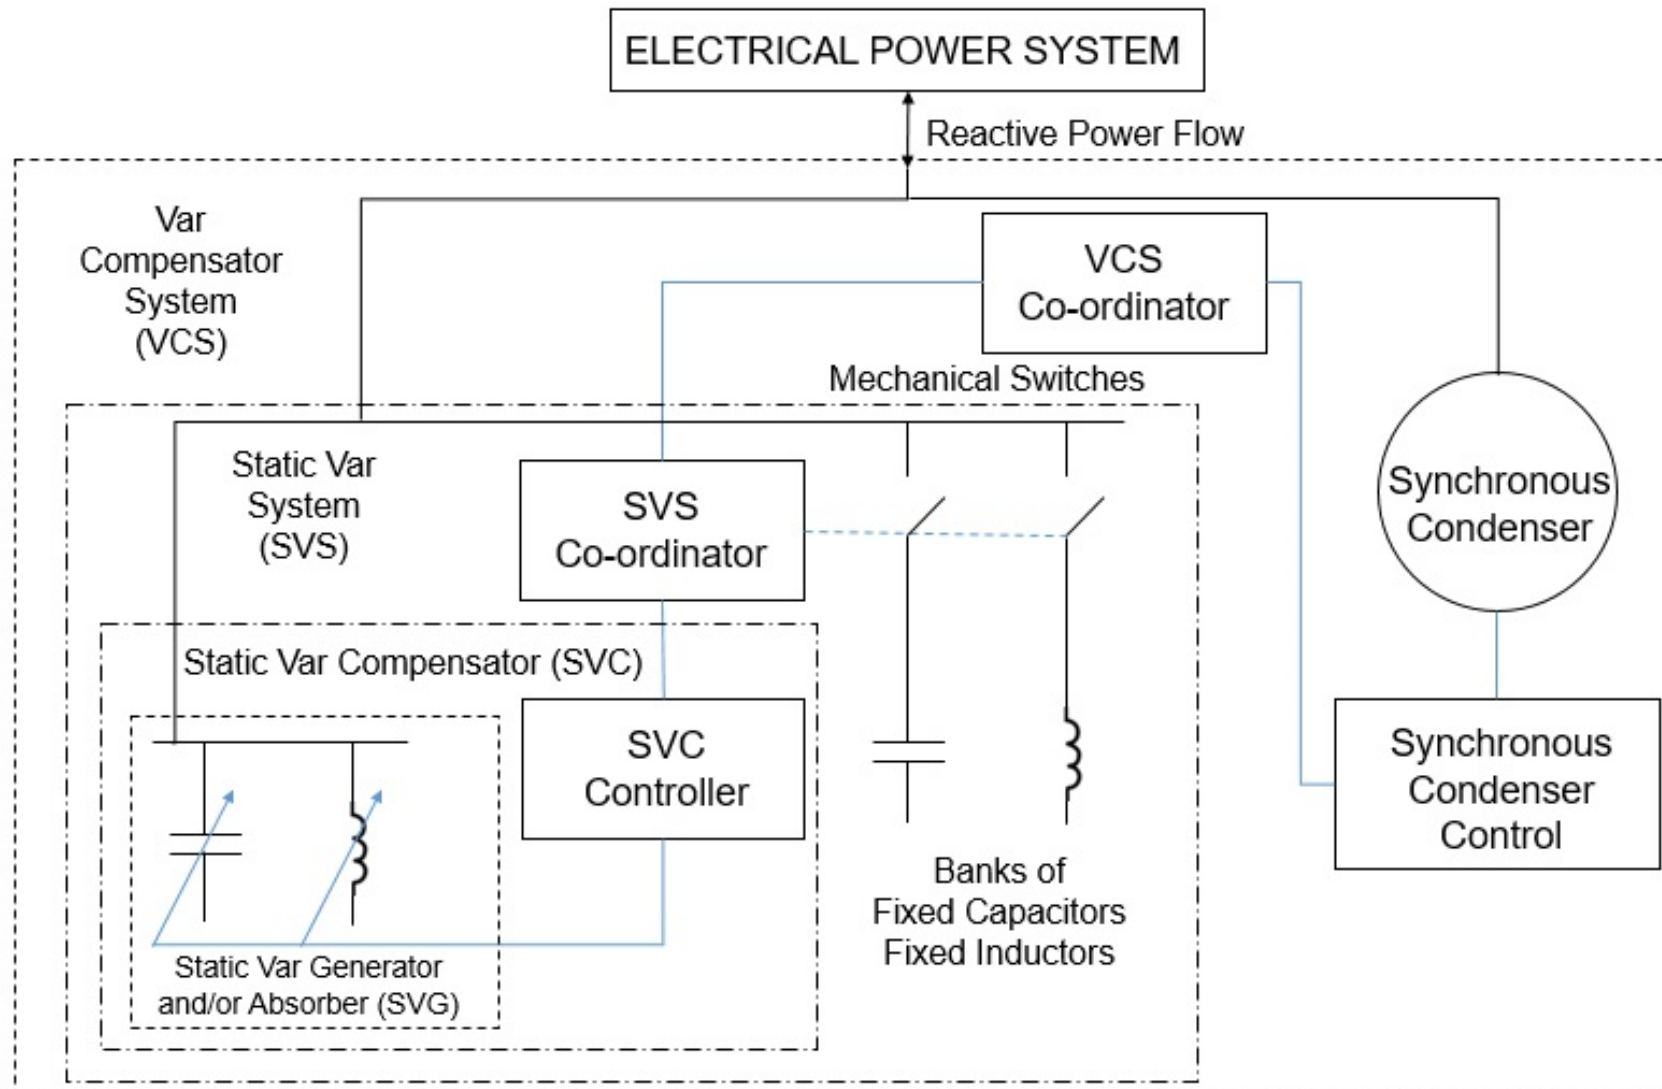 ELECTRICAL POWER SYSTEM
Reactive Power Flow
Var
Compensator
System
(VCS)
VCS
Co-ordinator
Mechanical Switches
Static Var
System
(SVS)
SVS
Co-ordinator
Synchronous
Condenser
Static Var Compensator (SVC)
SVC
Controller
Synchronous
Condenser
Control
Banks of
Fixed Capacitors
Fixed Inductors
Static Var Generator
and/or Absorber (SVG)